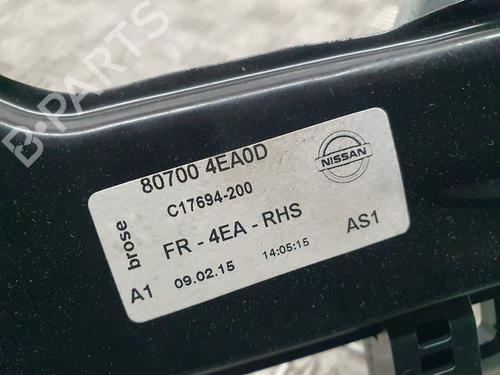 B-PARTS
80700 4EA0D
NISSAN
C17694-200
brose
FR - 4EA - RHS
AS1
A1 09.02.15 14:05:15